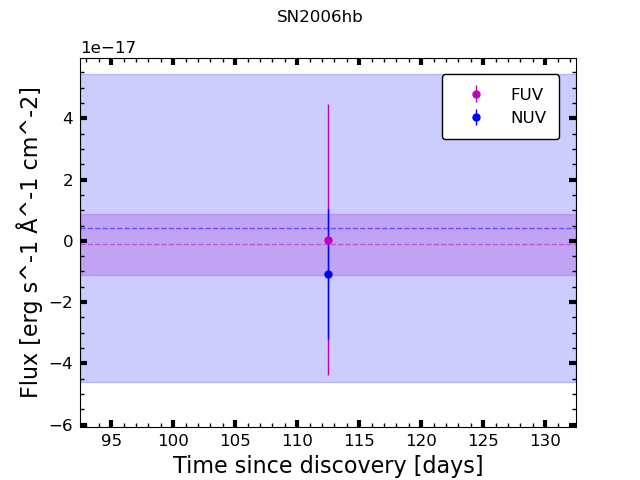 SN2006hb
1e−17
FUV
NUV
4
2
0
−2
−4
−6
Flux [erg s^-1 Å^-1 cm^-2]
95
100
105
110
115
120
125
130
Time since discovery [days]